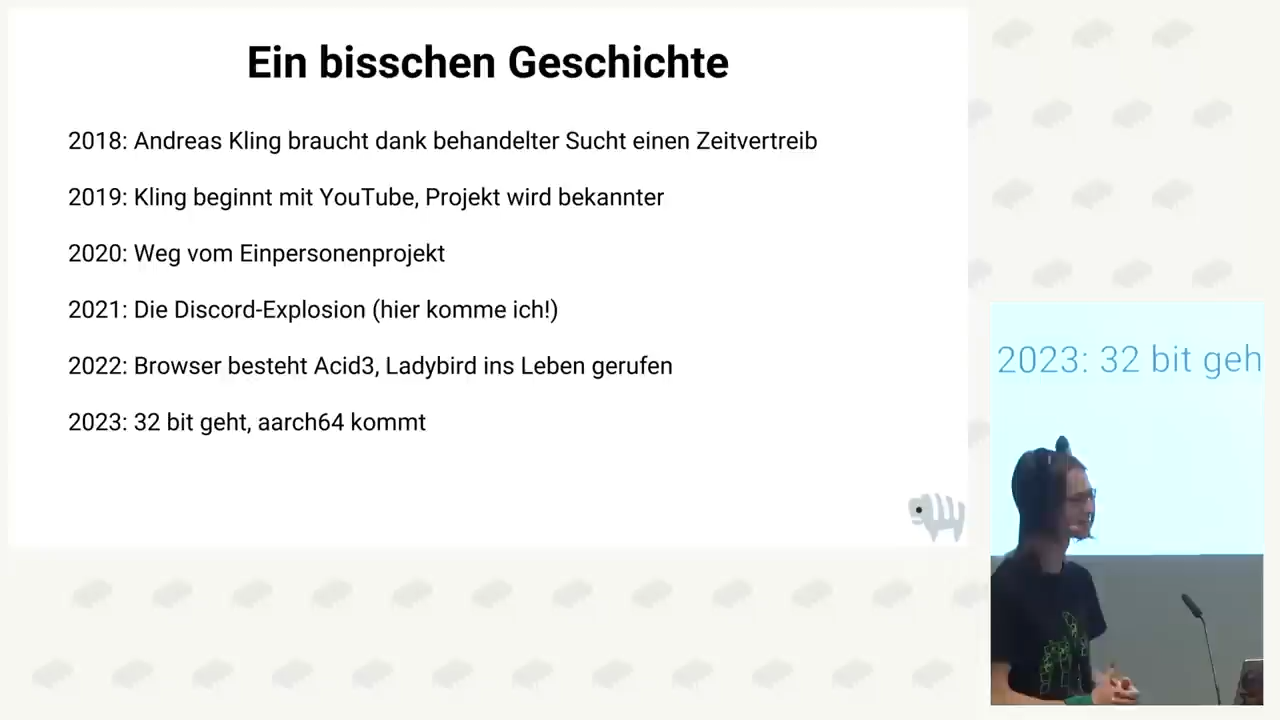 Ein bisschen Geschichte
2018: Andreas Kling braucht dank behandelter Sucht einen Zeitvertreib
2019: Kling beginnt mit YouTube, Projekt wird bekannter
2020: Weg vom Einpersonenprojekt
2021: Die Discord-Explosion (hier komme ich!)
2022: Browser besteht Acid3, Ladybird ins Leben gerufen
2023: 32 bit geht, aarch64 kommt
2023: 32 bit geh